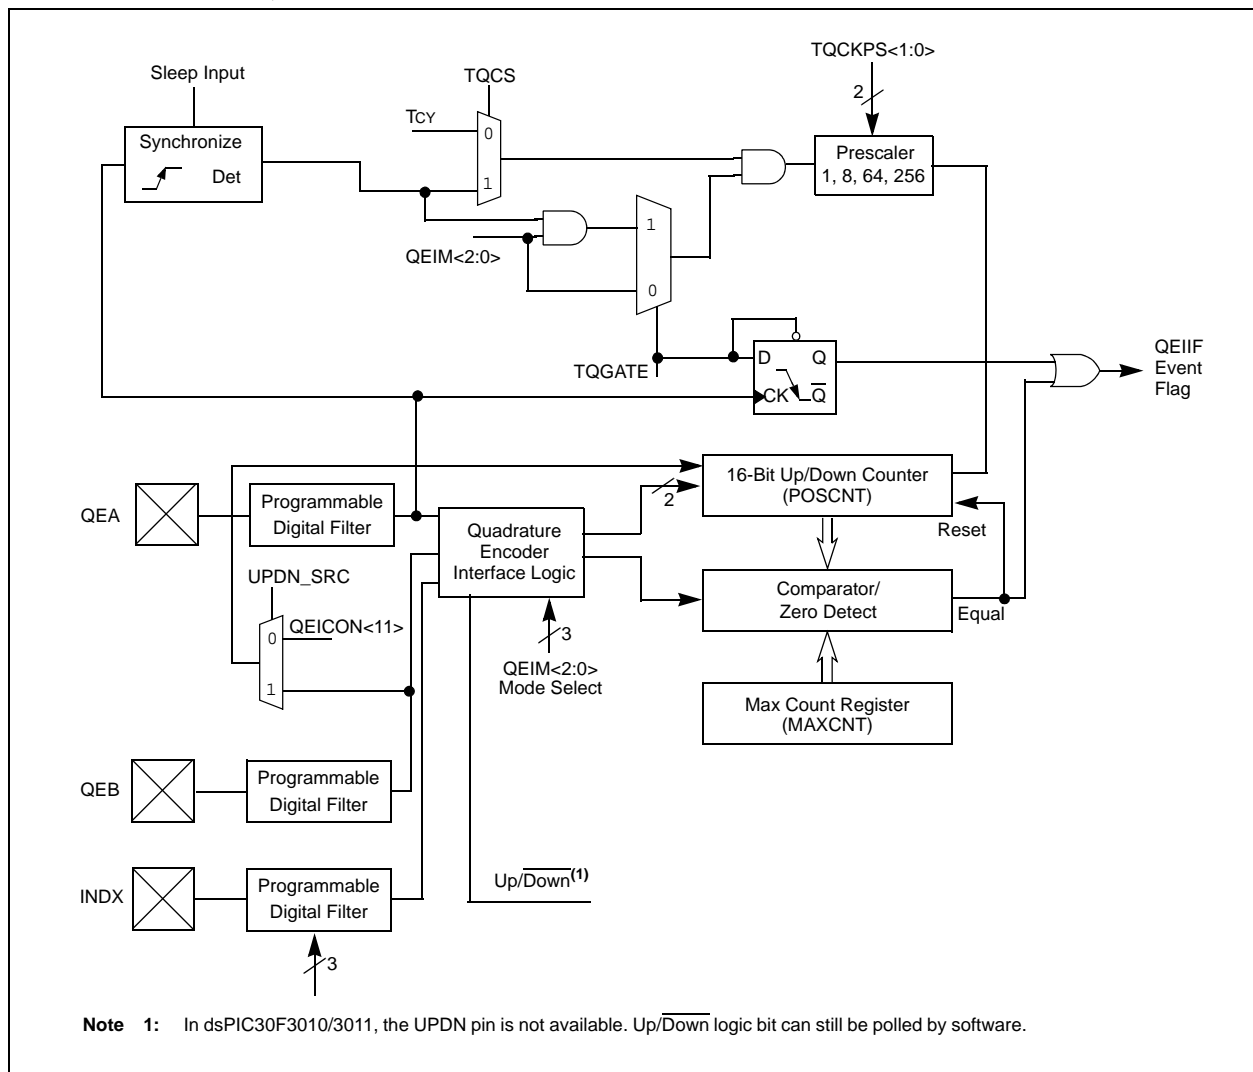 TQCKPS<1:0>
Sleep Input
TQCS
2
TCY
0
Synchronize
Det
1
Prescaler
1, 8, 64, 256
QEIM<2:0>
1
0
TQGATE
D Q
CK Q
QEIIF
Event
Flag
QEA
Programmable
Digital Filter
Quadrature
Encoder
Interface Logic
2
16-Bit Up/Down Counter
(POSCNT)
Reset
UPDN_SRC
0
QEICON<11>
1
3
QEIM<2:0>
Mode Select
Comparator/
Zero Detect
Equal
Max Count Register
(MAXCNT)
QEB
Programmable
Digital Filter
INDX
Programmable
Digital Filter
Up/Down(1)
3
Note 1: In dsPIC30F3010/3011, the UPDN pin is not available. Up/Down logic bit can still be polled by software.